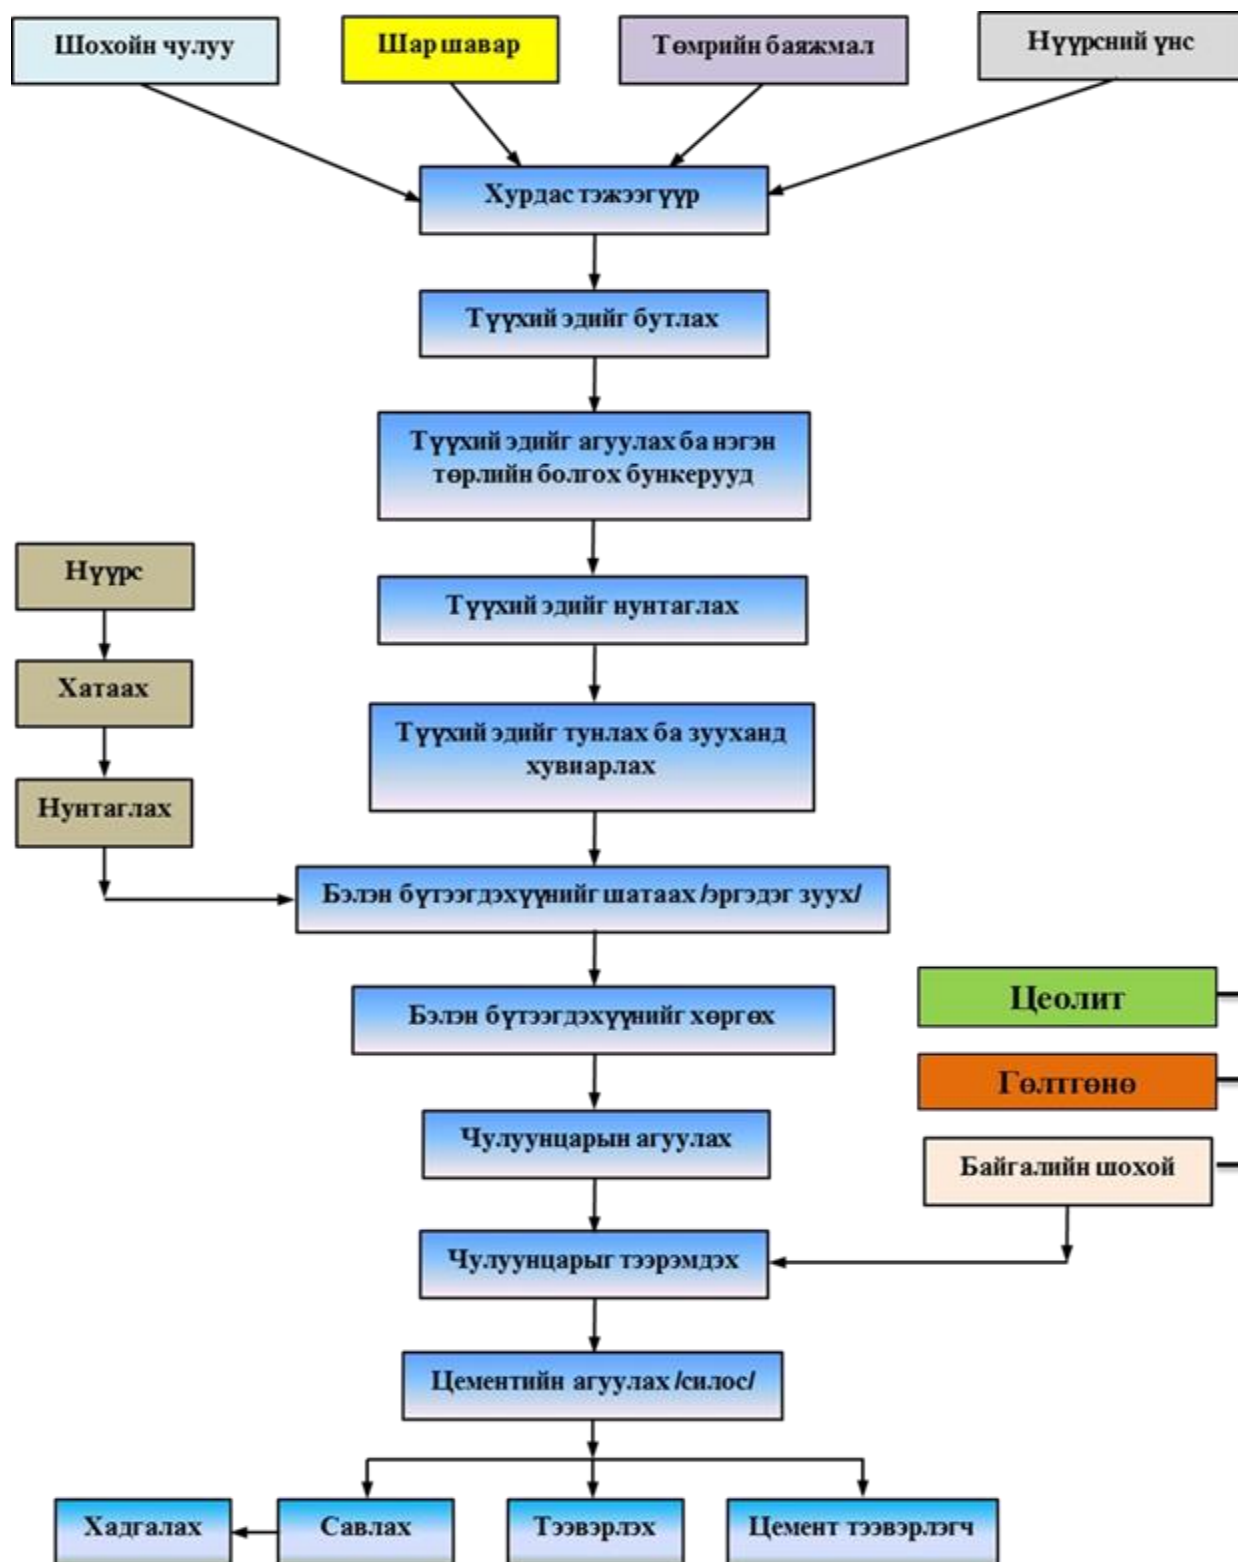 Шохойн чулуу
Шар шавар
Төмрийн баяжмал
Нүүрсний үнс
Хурдас тэжээгүүр
Түүхий эдийг бутлах
Түүхий эдийг агуулах ба нэгэн
төрлийн болгох бункерууд
Нүүрс
Түүхий эдийг нунтаглах
Хатаах
Түүхий эдийг тунлах ба зууханд
хувиарлах
Нунтаглах
Бэлэн бүтээгдэхүүнийг шатаах /эргэдэг зуух/
Цеолит
Бэлэн бүтээгдэхүүнийг хөргөх
Гөлтгөнө
Чулуунцарын агуулах
Байгалийн шохой
Чулуунцарыг тээрэмдэх
Цементийн агуулах /силос/
Хадгалах
Савлах
Тээвэрлэх
Цемент тээвэрлэгч